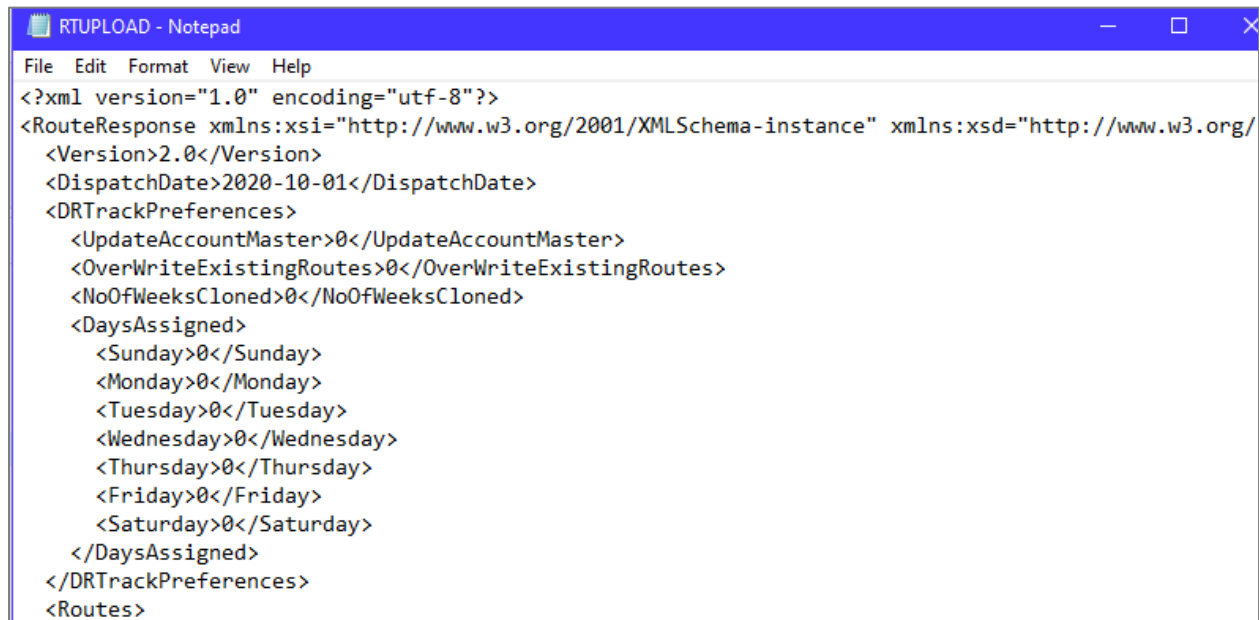 RTUPLOAD - Notepad
File Edit Format View Help
<?xml version="1.0" encoding="utf-8"?>
<RouteResponse xmlns:xsi="http://www.w3.org/2001/XMLSchema-instance" xmlns:xsd="http://www.w3.org/
  <Version>2.0</Version>
  <DispatchDate>2020-10-01</DispatchDate>
  <DRTrackPreferences>
    <UpdateAccountMaster>0</UpdateAccountMaster>
    <OverWriteExistingRoutes>0</OverWriteExistingRoutes>
    <NoOfWeeksCloned>0</NoOfWeeksCloned>
    <DaysAssigned>
      <Sunday>0</Sunday>
      <Monday>0</Monday>
      <Tuesday>0</Tuesday>
      <Wednesday>0</Wednesday>
      <Thursday>0</Thursday>
      <Friday>0</Friday>
      <Saturday>0</Saturday>
    </DaysAssigned>
  </DRTrackPreferences>
  <Routes>